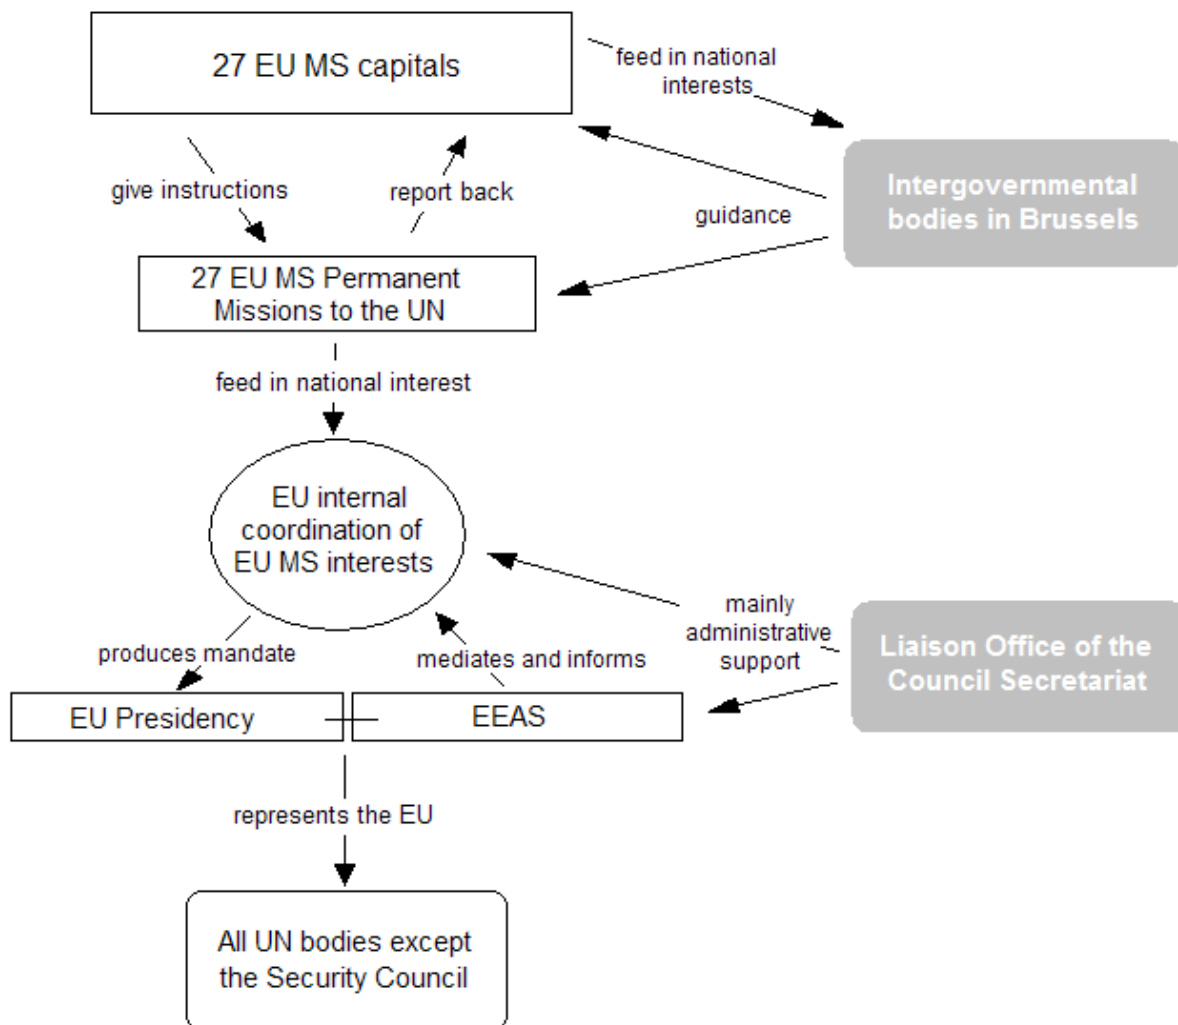 27 EU MS capitals
feed in national
interests
Intergovernmental
bodies in Brussels
give instructions
report back
guidance
27 EU MS Permanent
Missions to the UN
feed in national interest
EU internal
coordination of
EU MS interests
mainly
administrative
support
Liaison Office of the
Council Secretariat
produces mandate
mediates and informs
EU Presidency
EEAS
represents the EU
All UN bodies except
the Security Council